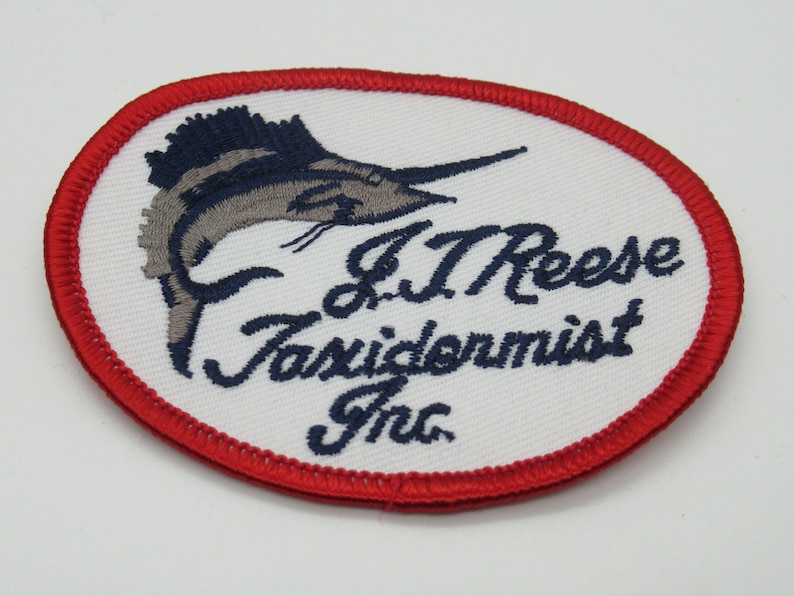 J.T. Reese
Taxidermist
Inc.